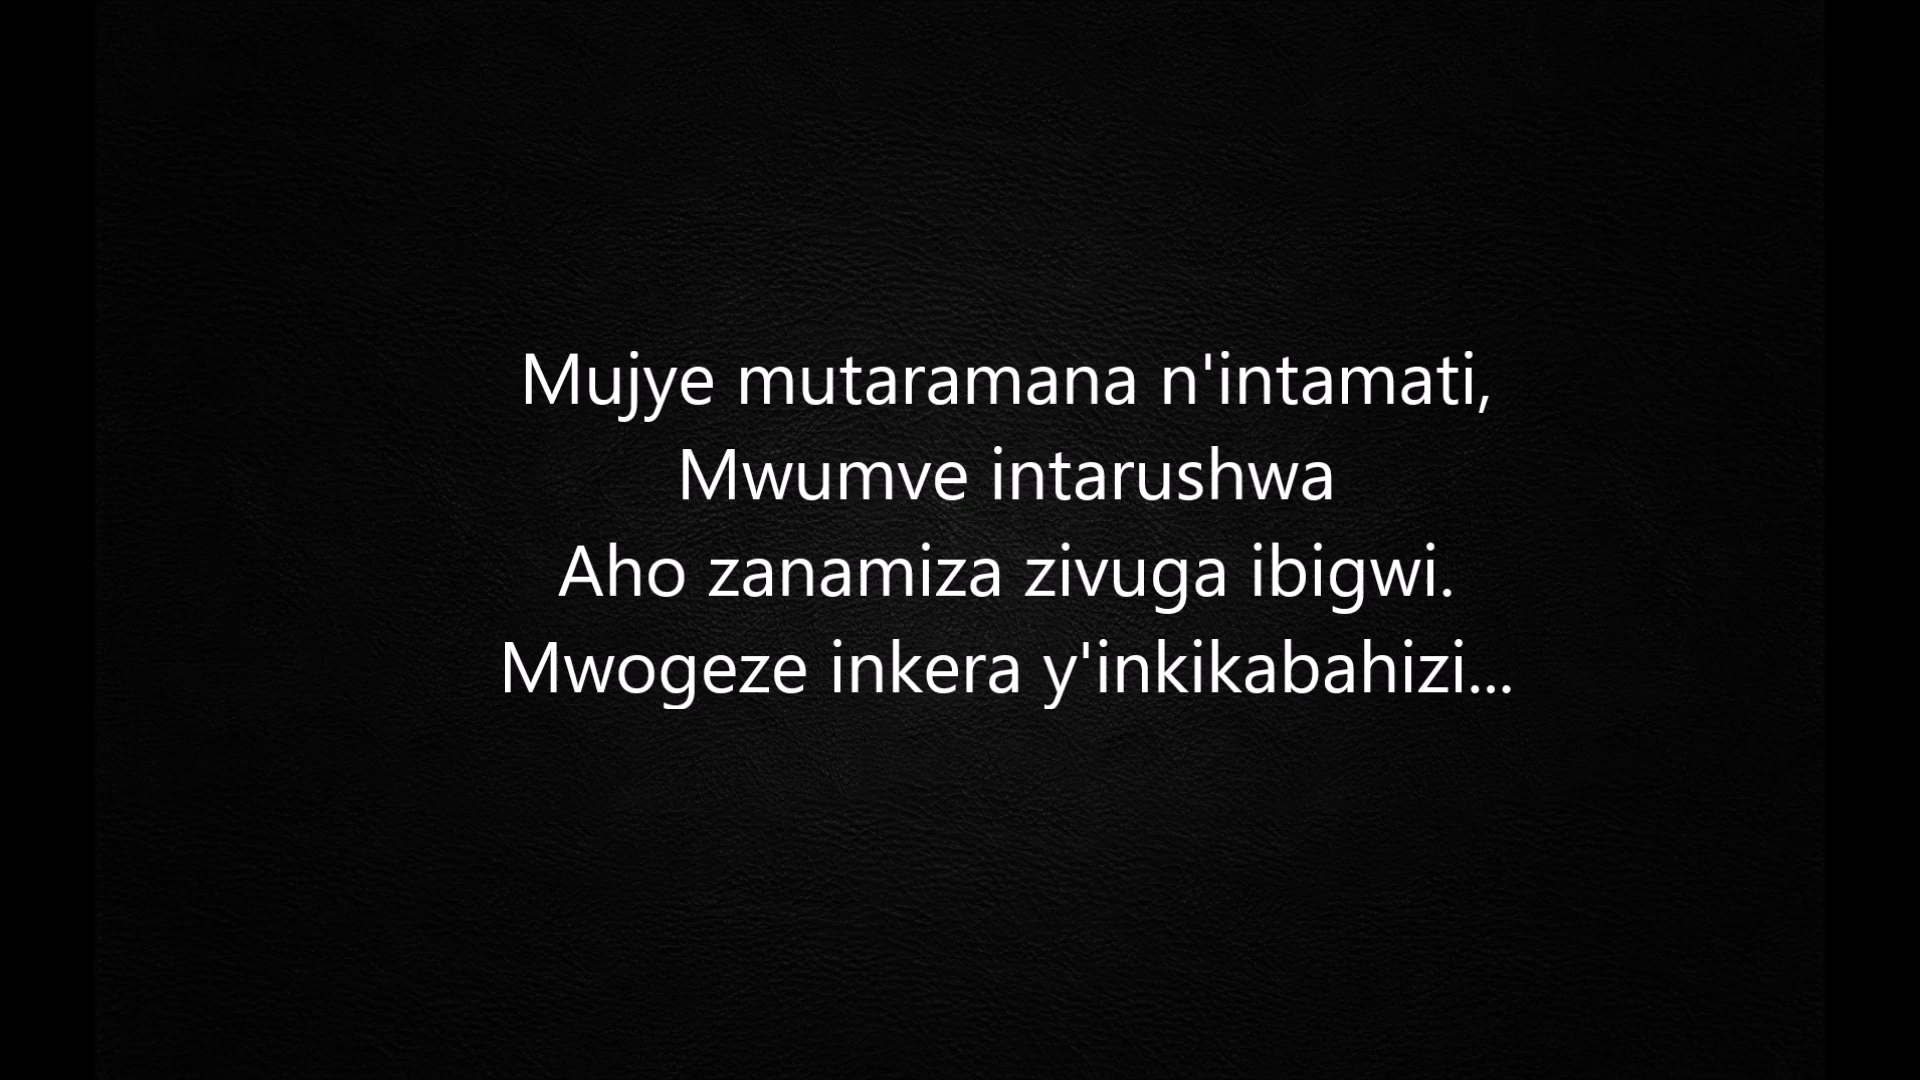 Mujye mutaramana n'intamati,
Mwumve intarushwa
Aho zanamiza zivuga ibigwi.
Mwogeze inkera y'inkikabahizi...